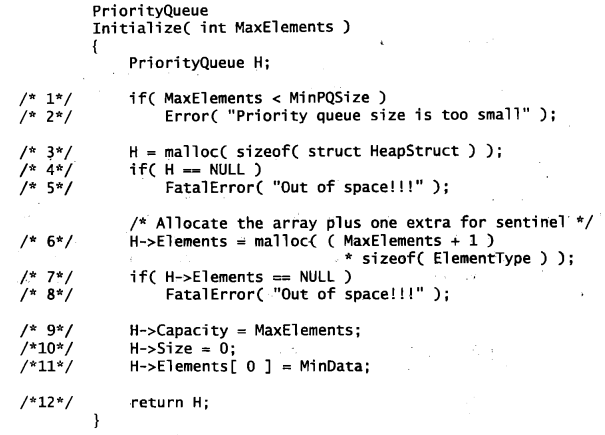 PriorityQueue
Initialize( int MaxElements )
{
PriorityQueue H;
/* 1*/ if( MaxElements < MinPQSize )
/* 2*/ Error( "Priority queue size is too small" );
/* 3*/ H = malloc( sizeof( struct HeapStruct ) );
/* 4*/ if( H == NULL )
/* 5*/ FatalError( "Out of space!!!" );
/* Allocate the array plus one extra for sentinel */
/* 6*/ H->Elements = malloc( ( MaxElements + 1 )
* sizeof( ElementType ) );
/* 7*/ if( H->Elements == NULL )
/* 8*/ FatalError( "Out of space!!!" );
/* 9*/ H->Capacity = MaxElements;
/*10*/ H->Size = 0;
/*11*/ H->Elements[ 0 ] = MinData;
/*12*/ return H;
}